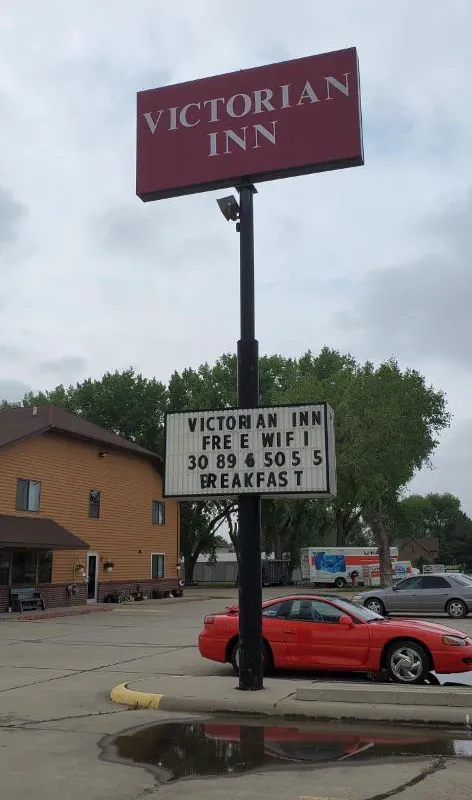 VICTORIAN
INN
VICTORIAN INN
FREE WIFI
30 89 6 50 5 5
BREAKFAST